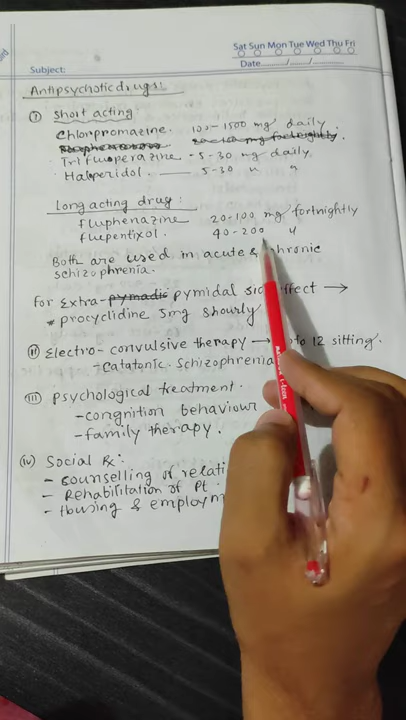 Sat Sun Mon Tue Wed Thu Fri
Subject:
Date ....../....../......
Antipsychotic drugs:
(i) Short acting:
Chlorpromazine. 100-1500 mg daily.
Trifluoperazine -5-30 mg daily,
Haloperidol. —— 5-30 " "
Long acting drug:
fluphenazine 20-100 mg fortnightly
flupentixol. 40-200 "
Both are used in acute & chronic
schizophrenia.
For Extra-pymidal side effect →
procyclidine 5mg 8hourly
(ii) Electro-convulsive therapy → to 12 sitting.
-catatonic schizophrenia
(iii) psychological treatment.
-congnition behaviour
-family therapy.
(iv) Social Rx:
- counselling of relati
- Rehabilitation of Pt.
- Housing & employm